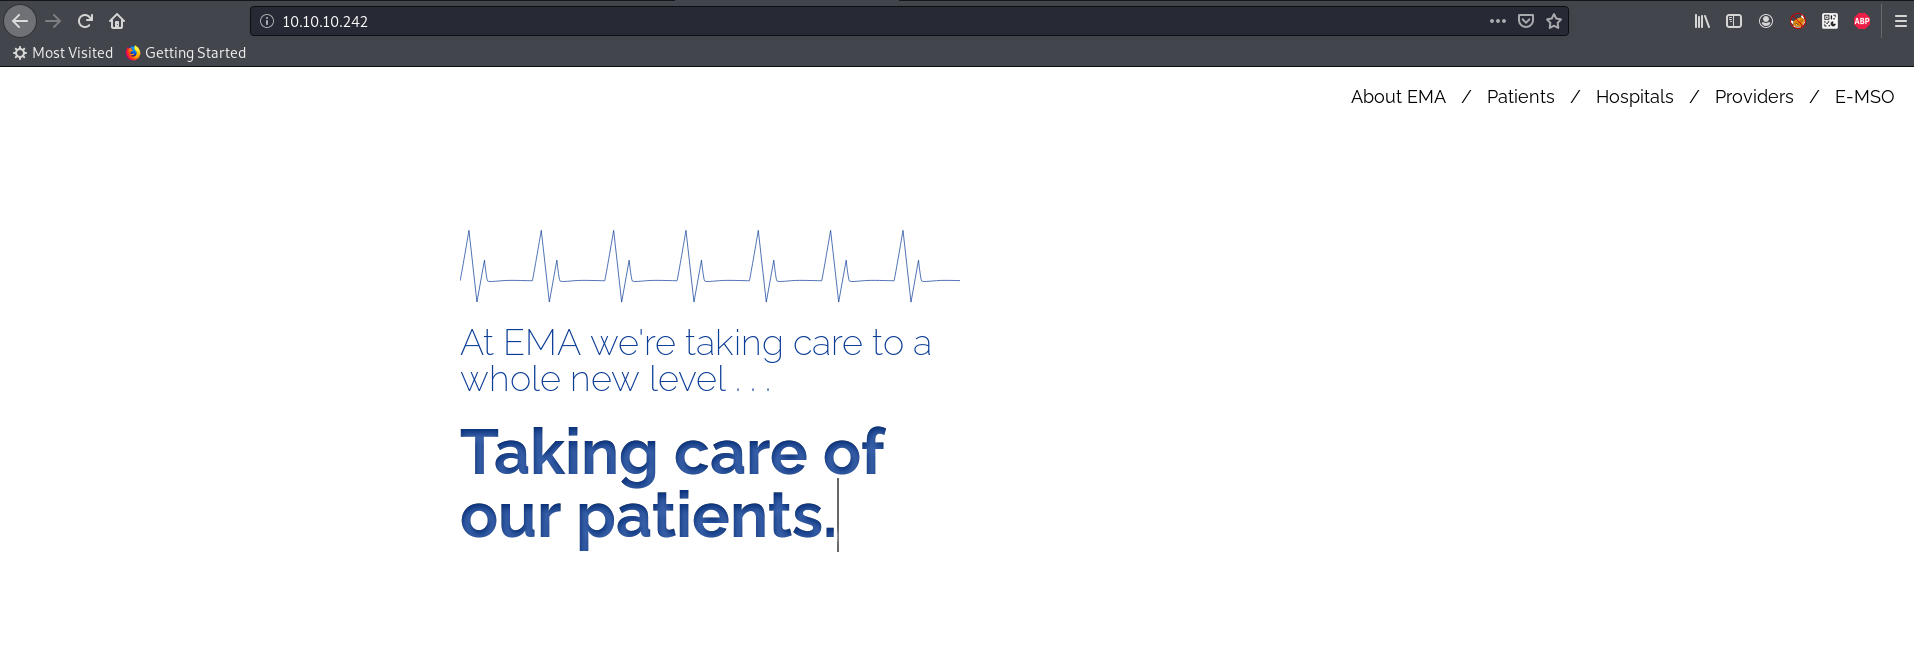 10.10.10.242
ABP
Most Visited Getting Started
About EMA / Patients / Hospitals / Providers / E-MSO
At EMA we're taking care to a
whole new level . . .
Taking care of
our patients.